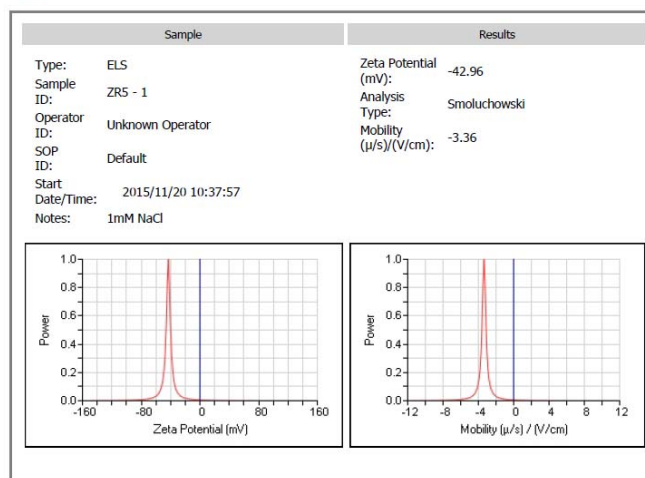 Sample
Results
Type: ELS
Sample ID: ZR5 - 1
Operator ID: Unknown Operator
SOP ID: Default
Start Date/Time: 2015/11/20 10:37:57
Notes: 1mM NaCl
Zeta Potential (mV): -42.96
Analysis Type: Smoluchowski
Mobility (μ/s)/(V/cm): -3.36
1.0
0.8
0.6
0.4
0.2
0.0
Power
-160 -80 0 80 160
Zeta Potential (mV)
1.0
0.8
0.6
0.4
0.2
0.0
Power
-12 -8 -4 0 4 8 12
Mobility (μ/s) / (V/cm)